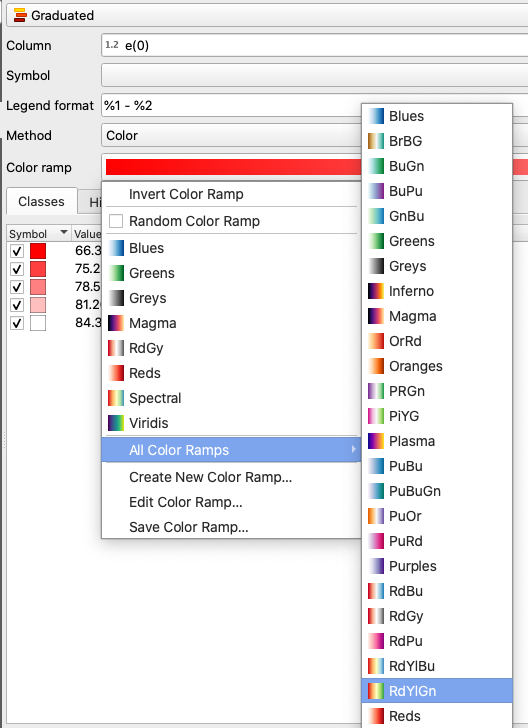 Graduated
Column 1.2 e(0)
Symbol
Legend format %1 - %2
Method Color
Color ramp
Classes Hi
Symbol Value
66.3
75.2
78.5
81.2
84.3
Invert Color Ramp
Random Color Ramp
Blues
Greens
Greys
Magma
RdGy
Reds
Spectral
Viridis
All Color Ramps
Create New Color Ramp...
Edit Color Ramp...
Save Color Ramp...
Blues
BrBG
BuGn
BuPu
GnBu
Greens
Greys
Inferno
Magma
OrRd
Oranges
PRGn
PiYG
Plasma
PuBu
PuBuGn
PuOr
PuRd
Purples
RdBu
RdGy
RdPu
RdYlBu
RdYlGn
Reds